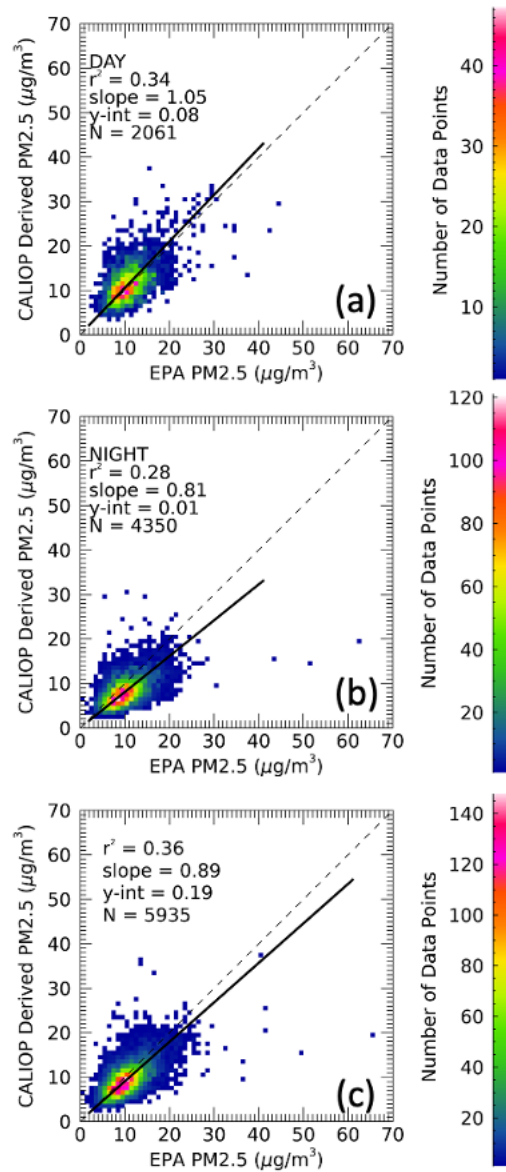 70
60
50
40
30
20
10
0
CALIOP Derived PM2.5 (µg/m³)
DAY
r² = 0.34
slope = 1.05
y-int = 0.08
N = 2061
(a)
0 10 20 30 40 50 60 70
EPA PM2.5 (µg/m³)
Number of Data Points
40
30
20
10
70
60
50
40
30
20
10
0
CALIOP Derived PM2.5 (µg/m³)
NIGHT
r² = 0.28
slope = 0.81
y-int = 0.01
N = 4350
(b)
0 10 20 30 40 50 60 70
EPA PM2.5 (µg/m³)
Number of Data Points
120
100
80
60
40
20
70
60
50
40
30
20
10
0
CALIOP Derived PM2.5 (µg/m³)
r² = 0.36
slope = 0.89
y-int = 0.19
N = 5935
(c)
0 10 20 30 40 50 60 70
EPA PM2.5 (µg/m³)
Number of Data Points
140
120
100
80
60
40
20